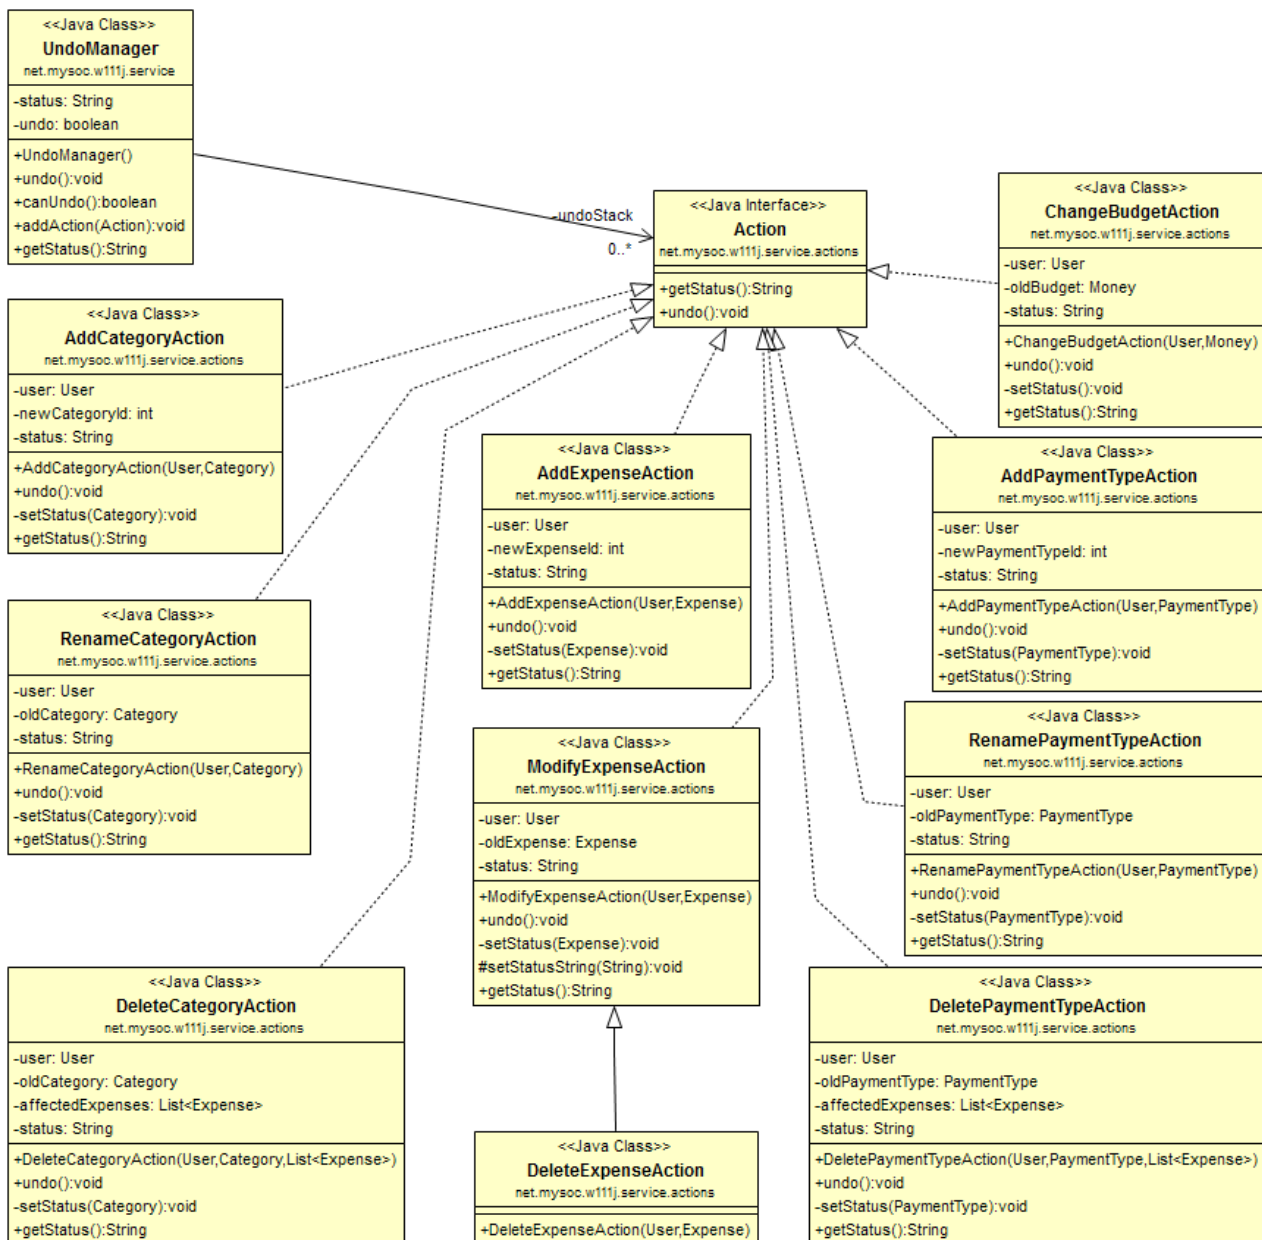 <<Java Class>>
UndoManager
net.mysoc.w111j.service
-status: String
-undo: boolean
+UndoManager()
+undo():void
+canUndo():boolean
+addAction(Action):void
+getStatus():String
-undoStack
0..*
<<Java Interface>>
Action
net.mysoc.w111j.service.actions
+getStatus():String
+undo():void
<<Java Class>>
ChangeBudgetAction
net.mysoc.w111j.service.actions
-user: User
-oldBudget: Money
-status: String
+ChangeBudgetAction(User,Money)
+undo():void
-setStatus():void
+getStatus():String
<<Java Class>>
AddCategoryAction
net.mysoc.w111j.service.actions
-user: User
-newCategoryId: int
-status: String
+AddCategoryAction(User,Category)
+undo():void
-setStatus(Category):void
+getStatus():String
<<Java Class>>
AddExpenseAction
net.mysoc.w111j.service.actions
-user: User
-newExpenseId: int
-status: String
+AddExpenseAction(User,Expense)
+undo():void
-setStatus(Expense):void
+getStatus():String
<<Java Class>>
AddPaymentTypeAction
net.mysoc.w111j.service.actions
-user: User
-newPaymentTypeId: int
-status: String
+AddPaymentTypeAction(User,PaymentType)
+undo():void
-setStatus(PaymentType):void
+getStatus():String
<<Java Class>>
RenameCategoryAction
net.mysoc.w111j.service.actions
-user: User
-oldCategory: Category
-status: String
+RenameCategoryAction(User,Category)
+undo():void
-setStatus(Category):void
+getStatus():String
<<Java Class>>
ModifyExpenseAction
net.mysoc.w111j.service.actions
-user: User
-oldExpense: Expense
-status: String
+ModifyExpenseAction(User,Expense)
+undo():void
-setStatus(Expense):void
#setStatusString(String):void
+getStatus():String
<<Java Class>>
RenamePaymentTypeAction
net.mysoc.w111j.service.actions
-user: User
-oldPaymentType: PaymentType
-status: String
+RenamePaymentTypeAction(User,PaymentType)
+undo():void
-setStatus(PaymentType):void
+getStatus():String
<<Java Class>>
DeleteCategoryAction
net.mysoc.w111j.service.actions
-user: User
-oldCategory: Category
-affectedExpenses: List<Expense>
-status: String
+DeleteCategoryAction(User,Category,List<Expense>)
+undo():void
-setStatus(Category):void
+getStatus():String
<<Java Class>>
DeleteExpenseAction
net.mysoc.w111j.service.actions
+DeleteExpenseAction(User,Expense)
<<Java Class>>
DeletePaymentTypeAction
net.mysoc.w111j.service.actions
-user: User
-oldPaymentType: PaymentType
-affectedExpenses: List<Expense>
-status: String
+DeletePaymentTypeAction(User,PaymentType,List<Expense>)
+undo():void
-setStatus(PaymentType):void
+getStatus():String